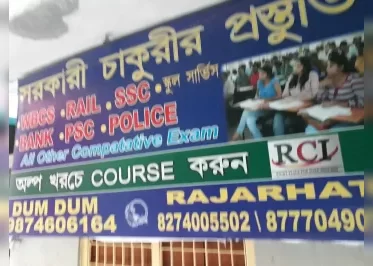 সরকারী চাকুরীর প্রস্তুতি
•WBCS •RAIL •SSC • স্কুল সার্ভিস
•BANK •PSC •POLICE
All Other Compatative Exam
অল্প খরচে COURSE করুন
RCI
RAJARHAT
DUM DUM
9874606164
8274005502 \ 87770490